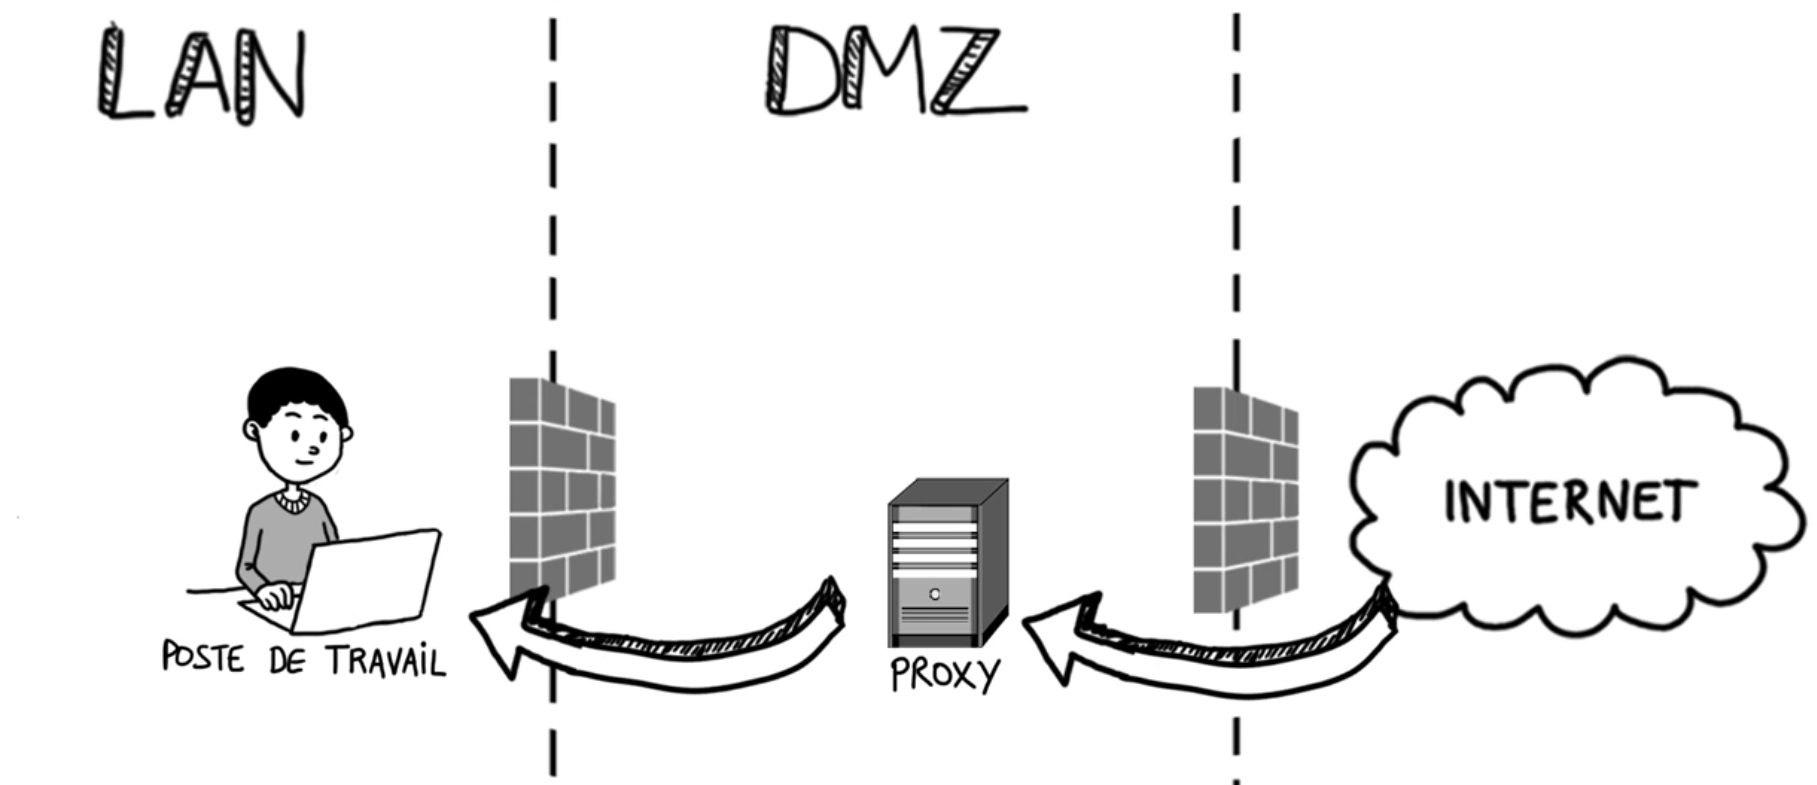 LAN
DMZ
INTERNET
POSTE DE TRAVAiL
PROXY